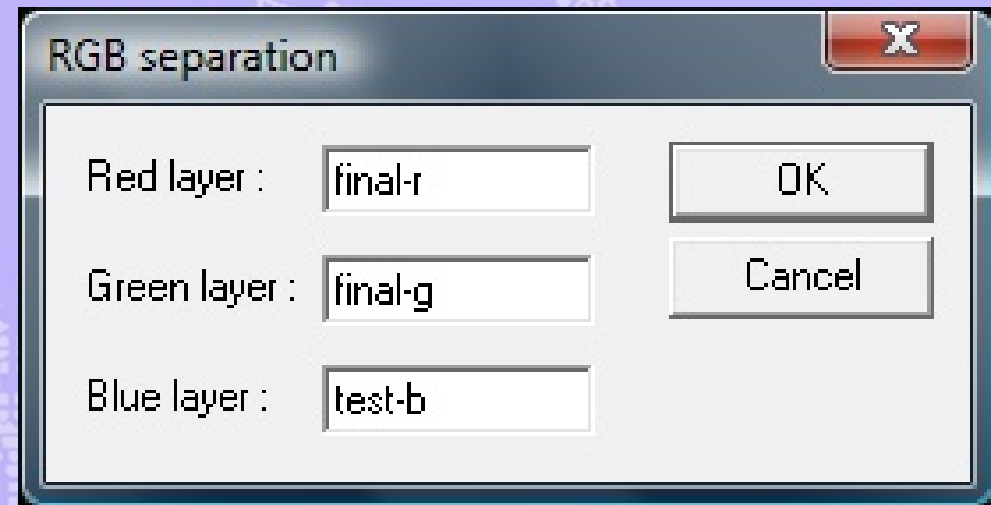 RGB separation
Red layer : final-r
OK
Green layer : final-g
Cancel
Blue layer : test-b